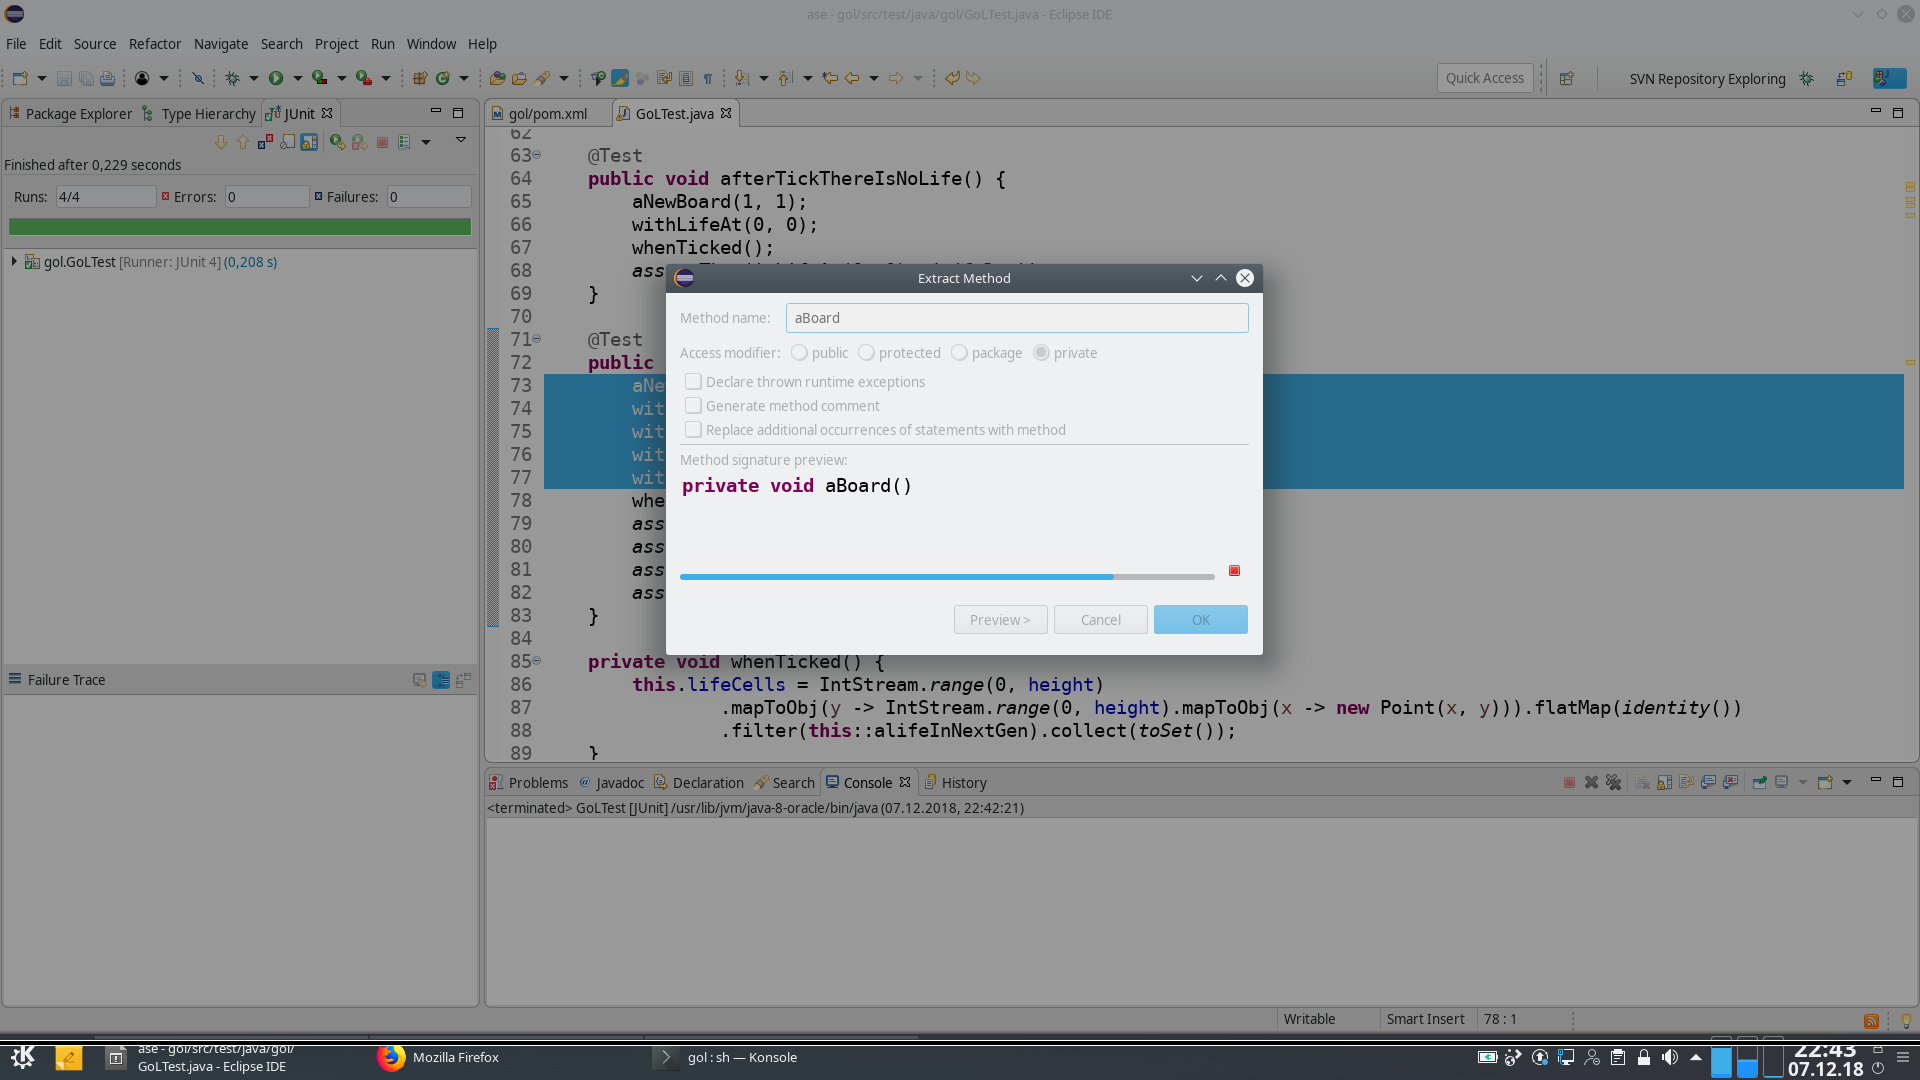 ase - gol/src/test/java/gol/GoLTest.java - Eclipse IDE
File Edit Source Refactor Navigate Search Project Run Window Help
Quick Access SVN Repository Exploring
Package Explorer Type Hierarchy JUnit
Finished after 0,229 seconds
Runs: 4/4 Errors: 0 Failures: 0
gol.GoLTest [Runner: JUnit 4] (0,208 s)
Failure Trace
gol/pom.xml GoLTest.java
62
63 @Test
64 public void afterTickThereIsNoLife() {
65 aNewBoard(1, 1);
66 withLifeAt(0, 0);
67 whenTicked();
68 ass
69 }
70
71 @Test
72 public
73 aNe
74 wit
75 wit
76 wit
77 wit
78 whe
79 ass
80 ass
81 ass
82 ass
83 }
84
85 private void whenTicked() {
86 this.lifeCells = IntStream.range(0, height)
87 .mapToObj(y -> IntStream.range(0, height).mapToObj(x -> new Point(x, y))).flatMap(identity())
88 .filter(this::alifeInNextGen).collect(toSet());
89 }
Extract Method
Method name: aBoard
Access modifier: public protected package private
Declare thrown runtime exceptions
Generate method comment
Replace additional occurrences of statements with method
Method signature preview:
private void aBoard()
Preview > Cancel OK
Problems Javadoc Declaration Search Console History
<terminated> GoLTest [JUnit] /usr/lib/jvm/java-8-oracle/bin/java (07.12.2018, 22:42:21)
Writable Smart Insert 78 : 1
ase - gol/src/test/java/gol/
GoLTest.java - Eclipse IDE
Mozilla Firefox
gol : sh — Konsole
22:43
07.12.18